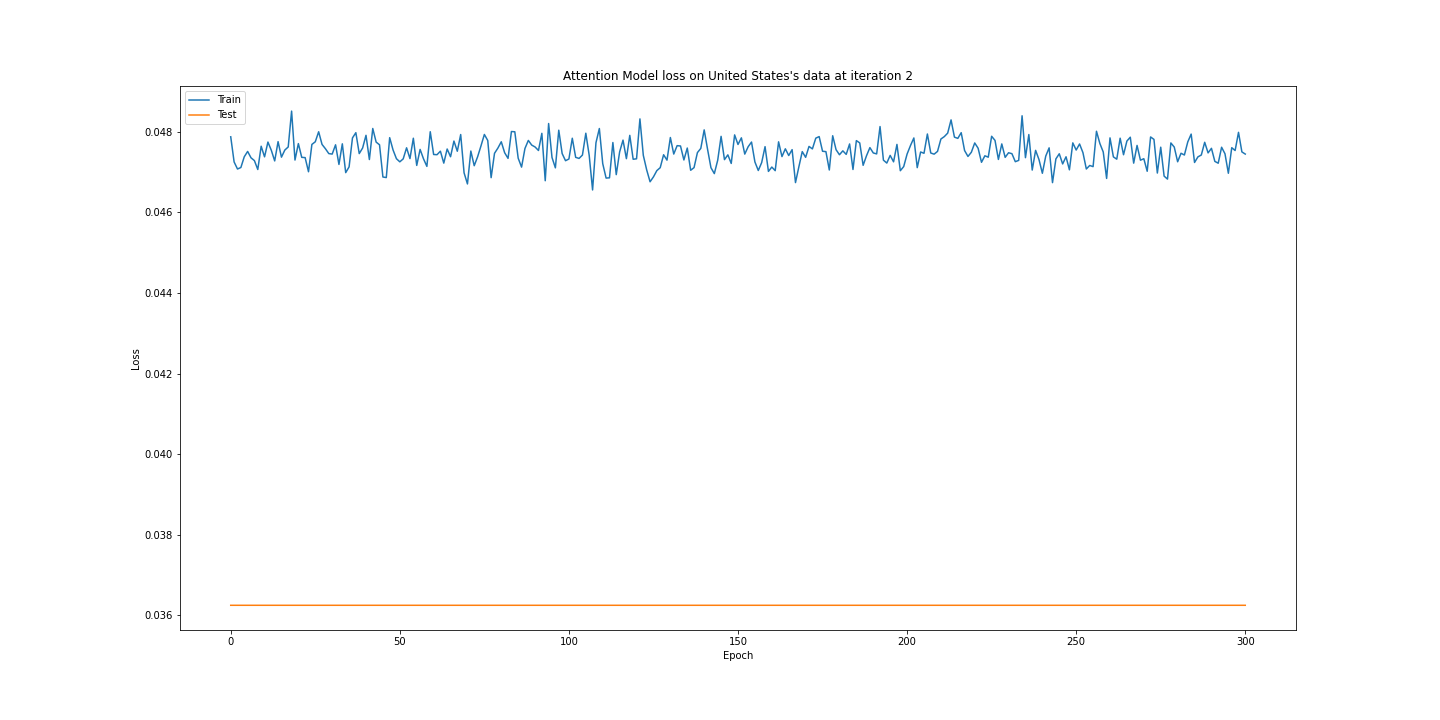 Attention Model loss on United States's data at iteration 2
Train
Test
0.048
0.046
0.044
0.042
0.040
0.038
0.036
Loss
0 50 100 150 200 250 300
Epoch